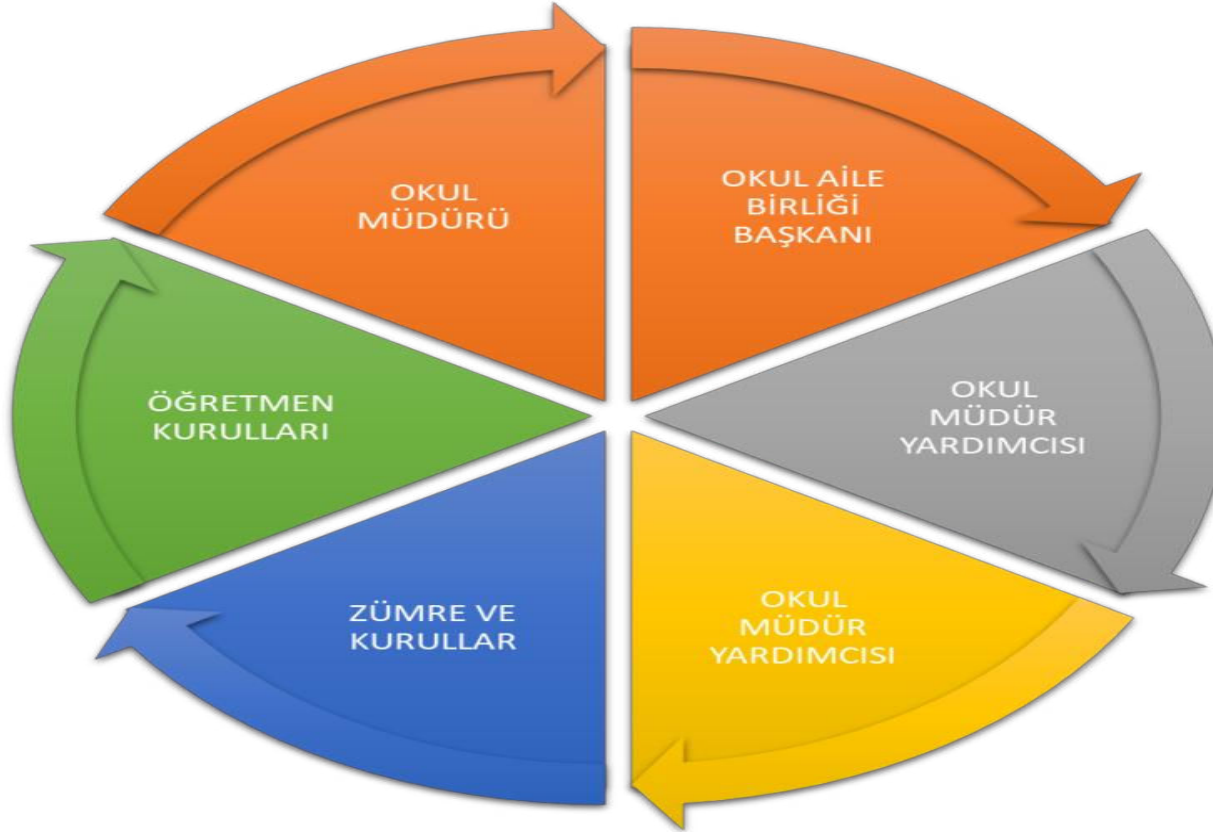 OKUL
MÜDÜRÜ
OKUL AİLE
BİRLİĞİ
BAŞKANI
OKUL
MÜDÜR
YARDIMCISI
OKUL
MÜDÜR
YARDIMCISI
ZÜMRE VE
KURULLAR
ÖĞRETMEN
KURULLARI